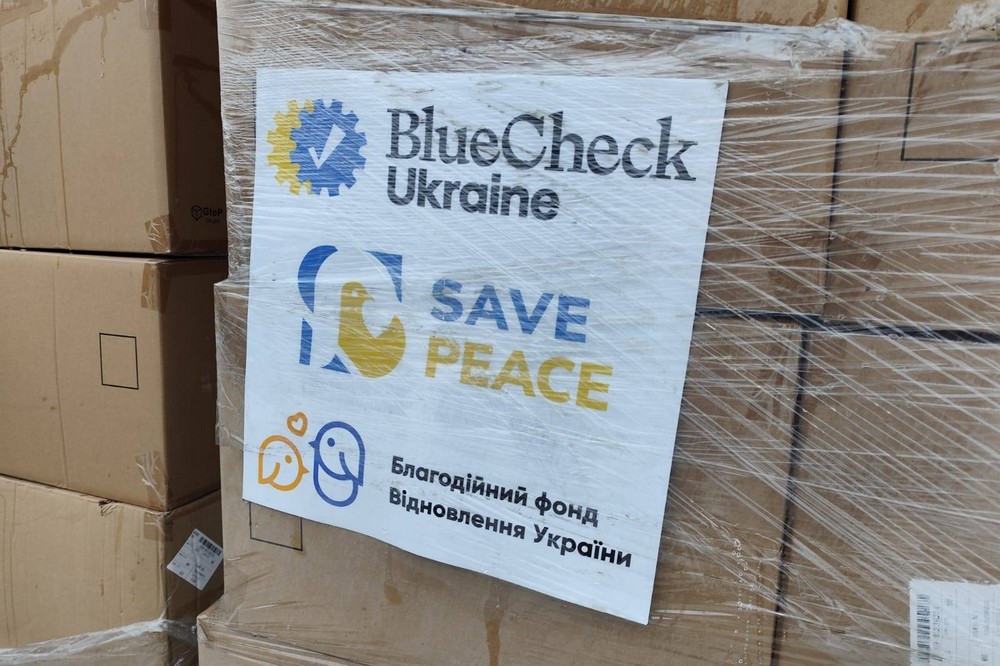 BlueCheck
Ukraine
SAVE
PEACE
Благодійний фонд
Відновлення України